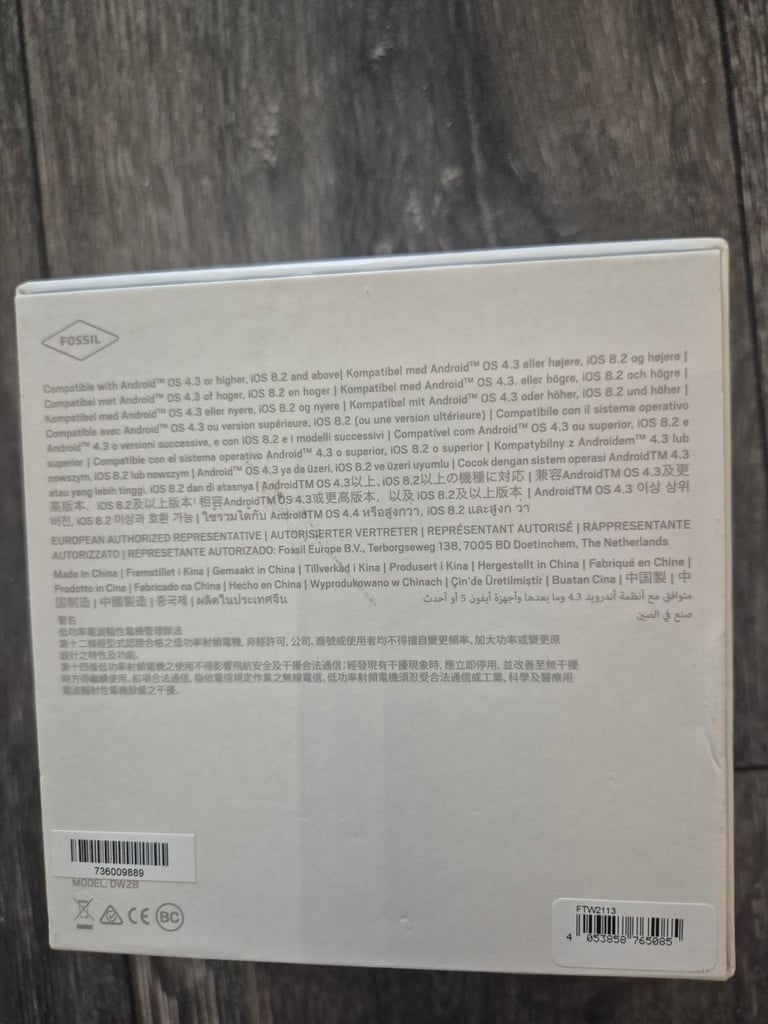 FOSSIL
Compatible with Android™ OS 4.3 or higher, iOS 8.2 and above| Kompatibel med Android™ OS 4.3 eller højere, iOS 8.2 og højere |
Compatibel met Android™ OS 4.3 of hoger, iOS 8.2 en hoger | Kompatibel med Android™ OS 4.3. eller högre, iOS 8.2 och högre |
Kompatibel med Android™ OS 4.3 eller nyere, iOS 8.2 og nyere | Kompatibel mit Android™ OS 4.3 oder höher, iOS 8.2 und höher |
Compatible avec Android™ OS 4.3 ou version supérieure, iOS 8.2 (ou une version ultérieure) | Compatibile con il sistema operativo
Android™ 4.3 e versioni successive, e con iOS 8.2 e i modelli successivi | Compatível com Android™ OS 4.3 ou superior, iOS 8.2 e
superior | Compatible con el sistema operativo Android™ 4.3 o superior, iOS 8.2 o superior | Kompatybilny z Androidem™ 4.3 lub
nowszym, iOS 8.2 lub nowszym | Android™ OS 4.3 ya da üzeri, iOS 8.2 ve üzeri uyumlu | Cocok dengan sistem operasi AndroidTM 4.3
atau yang lebih tinggi, iOS 8.2 dan di atasnya | AndroidTM OS 4.3以上、iOS 8.2以上の機種に対応 | 兼容AndroidTM OS 4.3及更
高版本、iOS 8.2及以上版本 | 相容AndroidTM OS 4.3或更高版本、以及 iOS 8.2及以上版本 | AndroidTM OS 4.3 이상 상위
버전, iOS 8.2 이상과 호환 가능 | ใช้รวมได้กับ AndroidTM OS 4.4 หรือสูงกวา, iOS 8.2 และสูงก วา
EUROPEAN AUTHORIZED REPRESENTATIVE | AUTORISIERTER VERTRETER | REPRÉSENTANT AUTORISÉ | RAPPRESENTANTE
AUTORIZZATO | REPRESETANTE AUTORIZADO: Fossil Europe B.V., Terborgseweg 138, 7005 BD Doetinchem, The Netherlands
Made In China | Fremstillet i Kina | Gemaakt in China | Tillverkad i Kina | Produsert i Kina | Hergestellt in China | Fabriqué en Chine |
Prodotto in Cina | Fabricado na China | Hecho en China | Wyprodukowano w Chinach | Çin'de Üretilmiştir | Buatan Cina | 中国製 | 中
国制造 | 中國製造 | 중국제 | ผลิตในประเทศจีน
متوافق مع أنظمة أندرويد 4.3 وما بعدها وأجهزة آيفون 5 أو أحدث
صنع في الصين
警告
低功率電波輻性電機管理辦法
第十二條經型式認證合格之低功率射頻電機, 非經許可, 公司, 商號或使用者均不得擅自變更頻率、加大功率或變更原
設計之特性及功能。
第十四條低功率射頻電機之使用不得影響飛航安全及干擾合法通信;經發現有干擾現象時, 應立即停用, 並改善至無干擾
時方得繼續使用。前項合法通信, 指依電信規定作業之無線電信。低功率射頻電機須忍受合法通信或工業、科學及醫療用
電波輻射性電機設備之干擾。
736009889
MODEL: DW2B
CE
BC
FTW2113
4 053858 765085